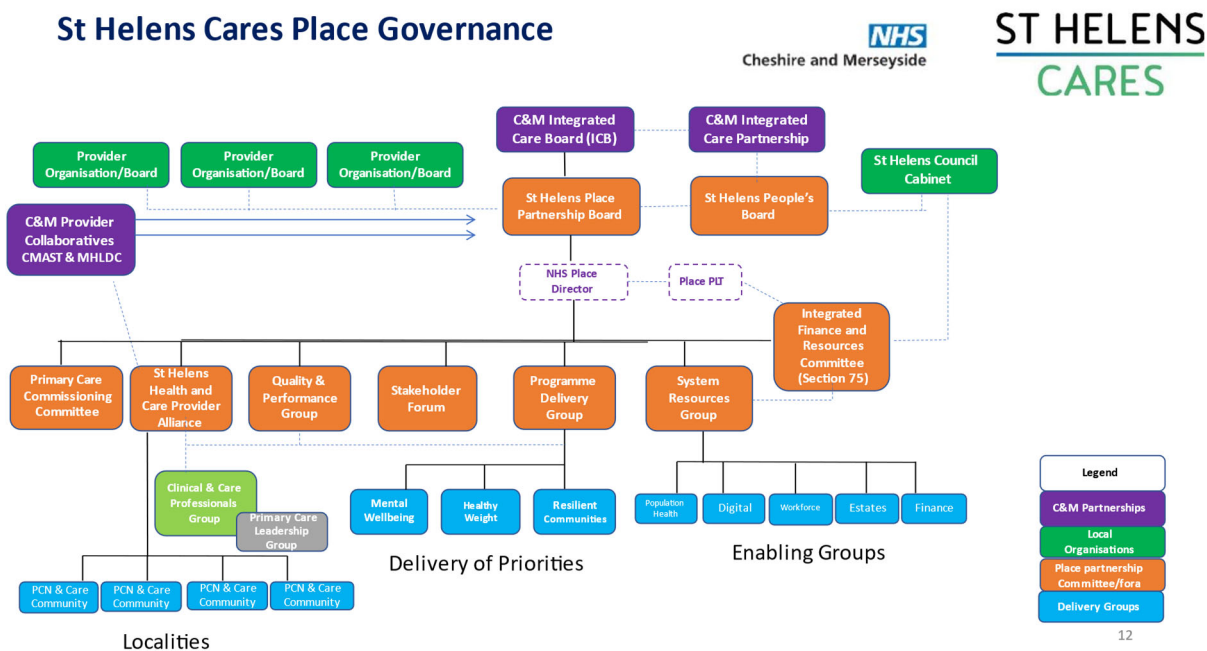 St Helens Cares Place Governance
NHS
Cheshire and Merseyside
ST HELENS
CARES
C&M Integrated
Care Board (ICB)
C&M Integrated
Care Partnership
Provider
Organisation/Board
Provider
Organisation/Board
Provider
Organisation/Board
St Helens Council
Cabinet
St Helens Place
Partnership Board
St Helens People's
Board
C&M Provider
Collaboratives
CMAST & MHLDC
NHS Place
Director
Place PLT
Integrated
Finance and
Resources
Committee
(Section 75)
Primary Care
Commissioning
Committee
St Helens
Health and
Care Provider
Alliance
Quality &
Performance
Group
Stakeholder
Forum
Programme
Delivery
Group
System
Resources
Group
Clinical & Care
Professionals
Group
Primary Care
Leadership
Group
Mental
Wellbeing
Healthy
Weight
Resilient
Communities
Population
Health
Digital
Workforce
Estates
Finance
Delivery of Priorities
Enabling Groups
PCN & Care
Community
PCN & Care
Community
PCN & Care
Community
PCN & Care
Community
Localities
Legend
C&M Partnerships
Local
Organisations
Place partnership
Committee/fora
Delivery Groups
12